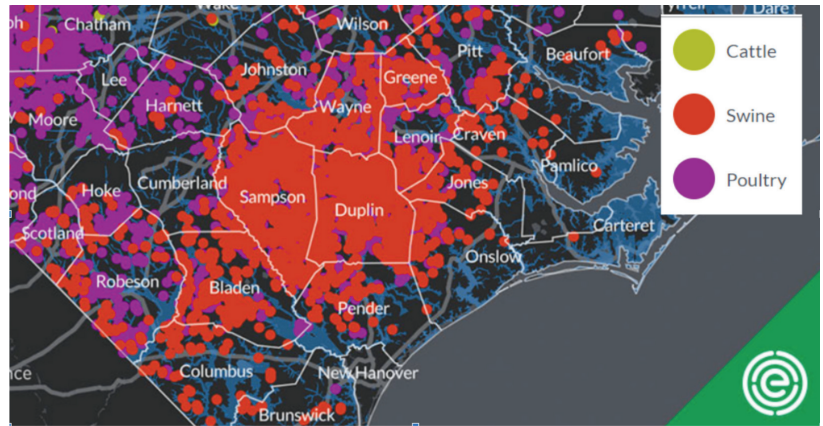 Chatham
Wake
Wilson
Dare
Pitt
Beaufort
Cattle
Johnston
Greene
Lee
Harnett
Wayne
Swine
Moore
Lenoir
Craven
Pamlico
Hoke
Cumberland
Sampson
Jones
Poultry
Duplin
Scotland
Carteret
Onslow
Robeson
Bladen
Pender
Columbus
New Hanover
Brunswick
e